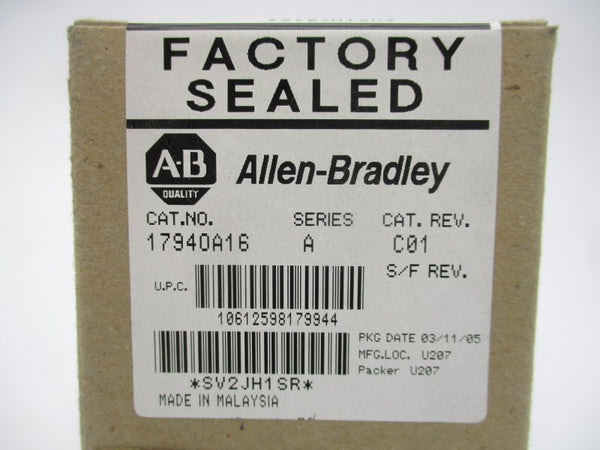 *SV2JH1SR*
FACTORY
SEALED
A-B
QUALITY
Allen-Bradley
CAT.NO. SERIES CAT. REV.
1794OA16 A C01
S/F REV.
U.P.C.
10612598179944
PKG DATE 03/11/05
MFG.LOC. U207
Packer U207
*SV2JH1SR*
MADE IN MALAYSIA